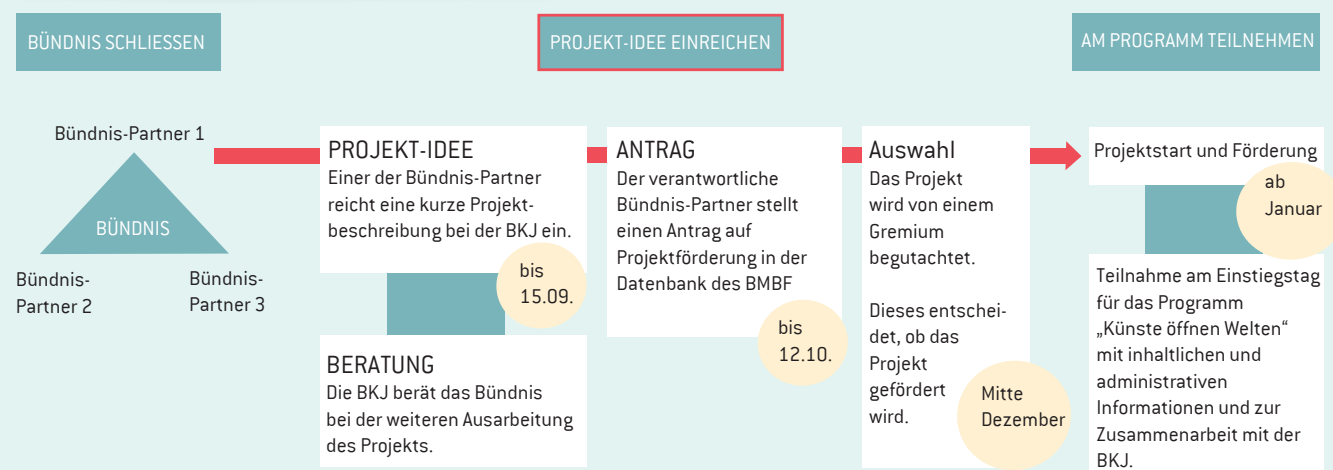 BÜNDNIS SCHLIESSEN
PROJEKT-IDEE EINREICHEN
AM PROGRAMM TEILNEHMEN
Bündnis-Partner 1
BÜNDNIS
Bündnis-
Partner 2
Bündnis-
Partner 3
PROJEKT-IDEE
Einer der Bündnis-Partner
reicht eine kurze Projekt-
beschreibung bei der BKJ ein.
bis
15.09.
BERATUNG
Die BKJ berät das Bündnis
bei der weiteren Ausarbeitung
des Projekts.
ANTRAG
Der verantwortliche
Bündnis-Partner stellt
einen Antrag auf
Projektförderung in der
Datenbank des BMBF
bis
12.10.
Auswahl
Das Projekt
wird von einem
Gremium
begutachtet.
Dieses entschei-
det, ob das
Projekt
gefördert
wird.
Mitte
Dezember
Projektstart und Förderung
ab
Januar
Teilnahme am Einstiegstag
für das Programm
„Künste öffnen Welten“
mit inhaltlichen und
administrativen
Informationen und zur
Zusammenarbeit mit der
BKJ.